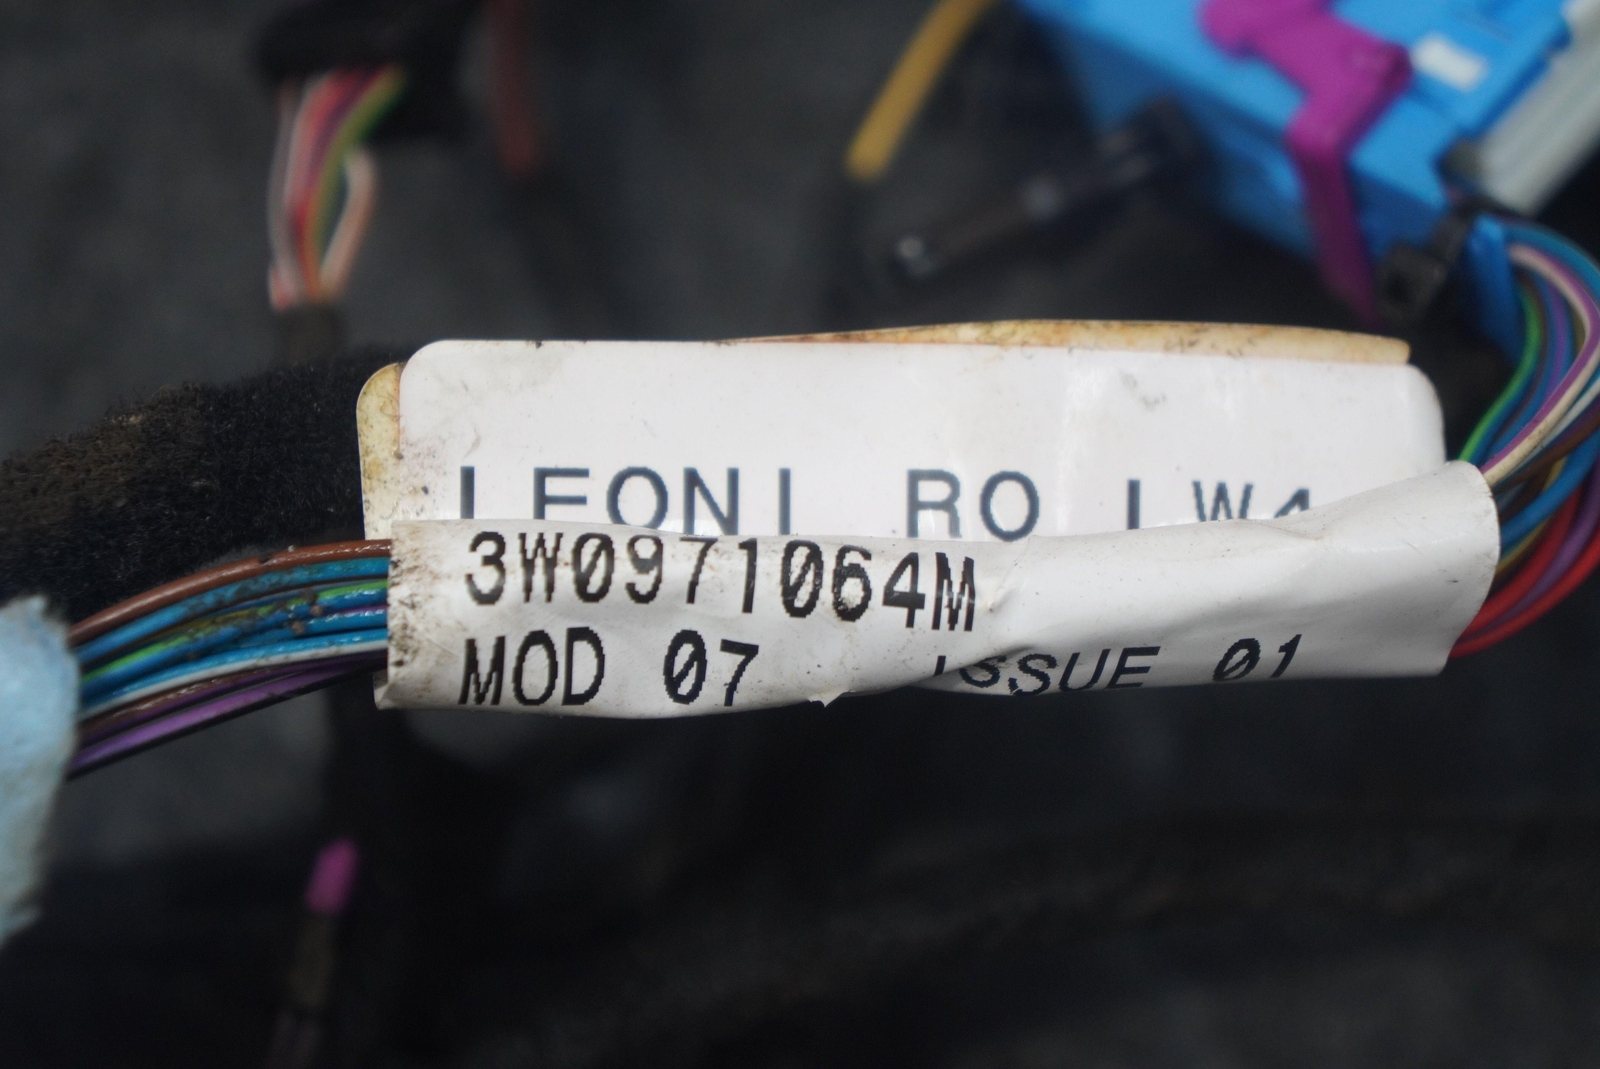 LEONI RO LW4
3W0971064M
MOD 07 ISSUE 01